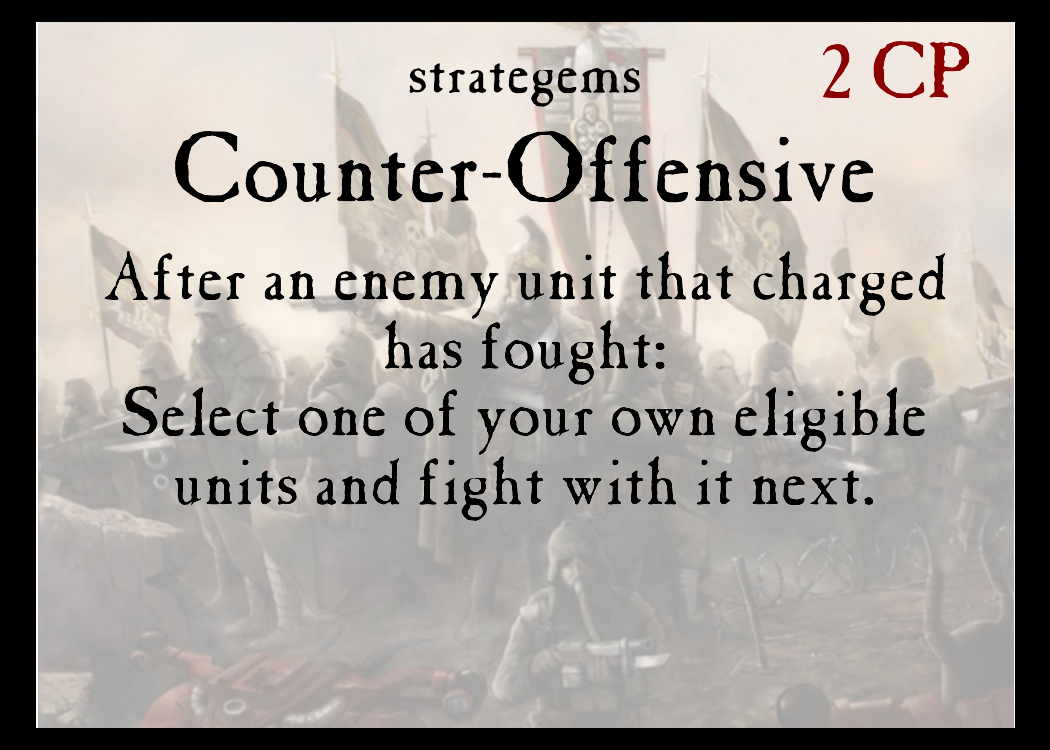 2 CP
strategems
Counter-Offensive
After an enemy unit that charged
has fought:
Select one of your own eligible
units and fight with it next.